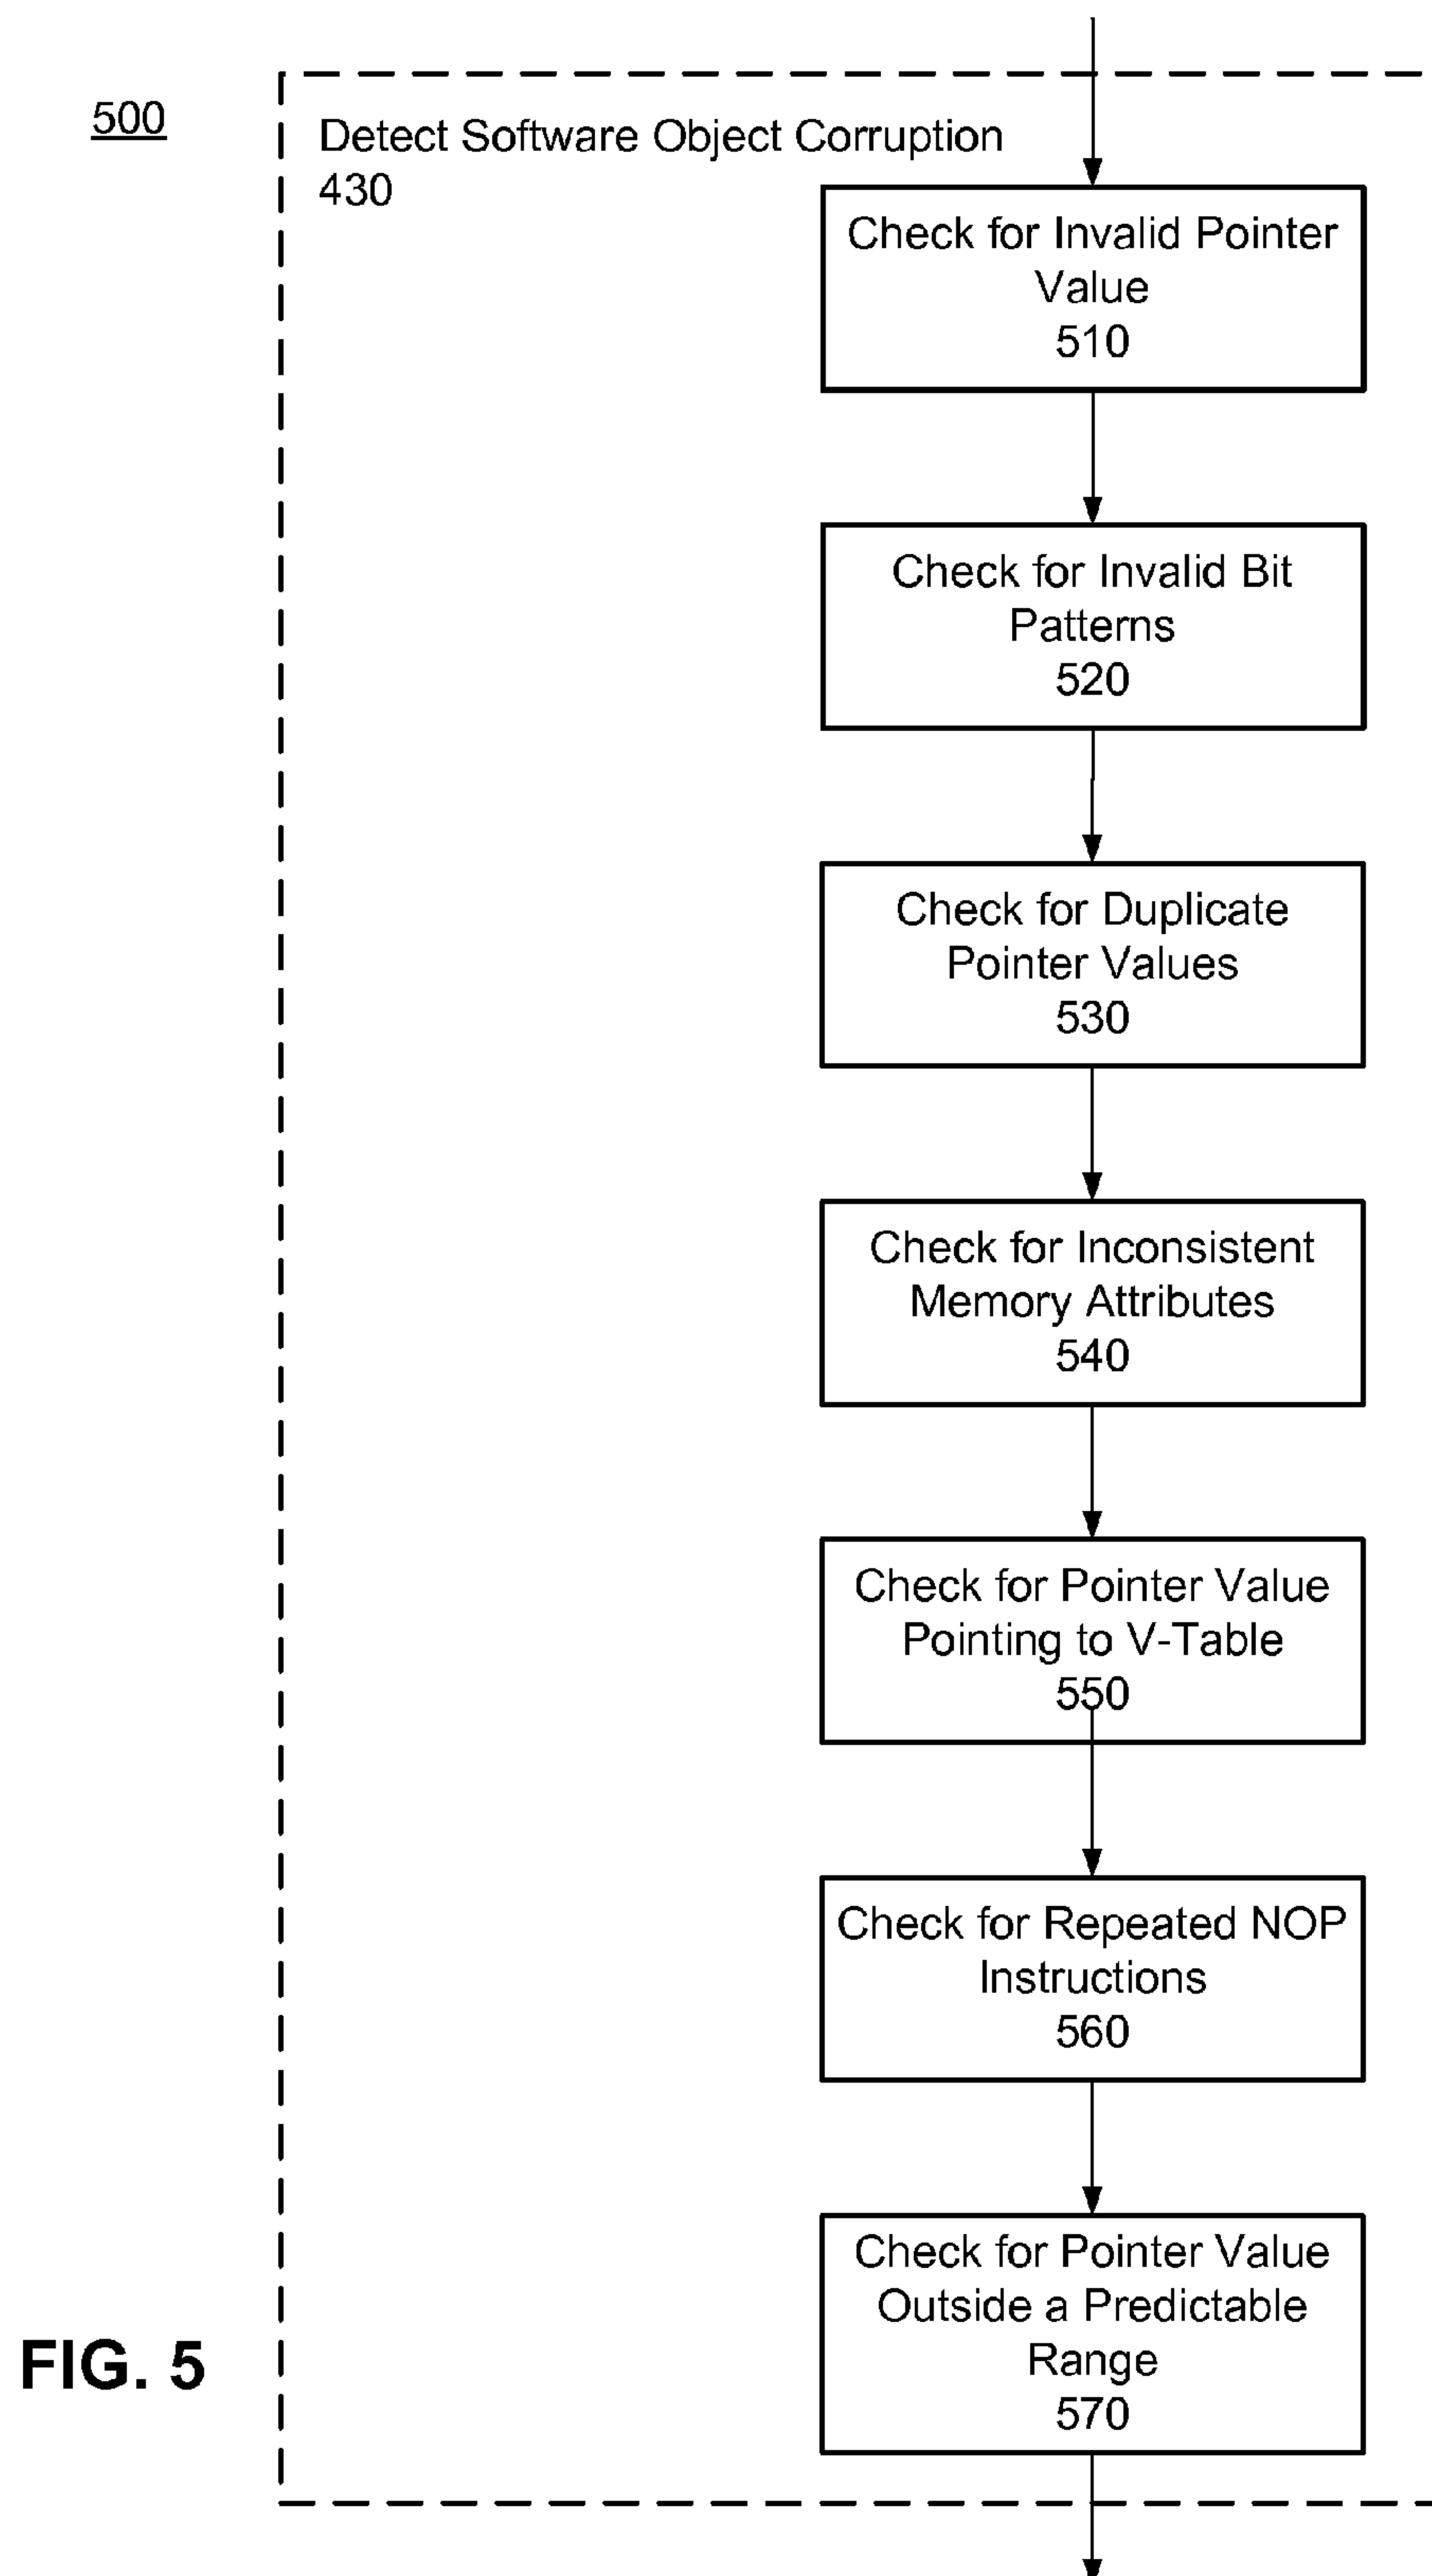 500
Detect Software Object Corruption
430
Check for Invalid Pointer
Value
510
Check for Invalid Bit
Patterns
520
Check for Duplicate
Pointer Values
530
Check for Inconsistent
Memory Attributes
540
Check for Pointer Value
Pointing to V-Table
550
Check for Repeated NOP
Instructions
560
Check for Pointer Value
Outside a Predictable
Range
570
FIG. 5